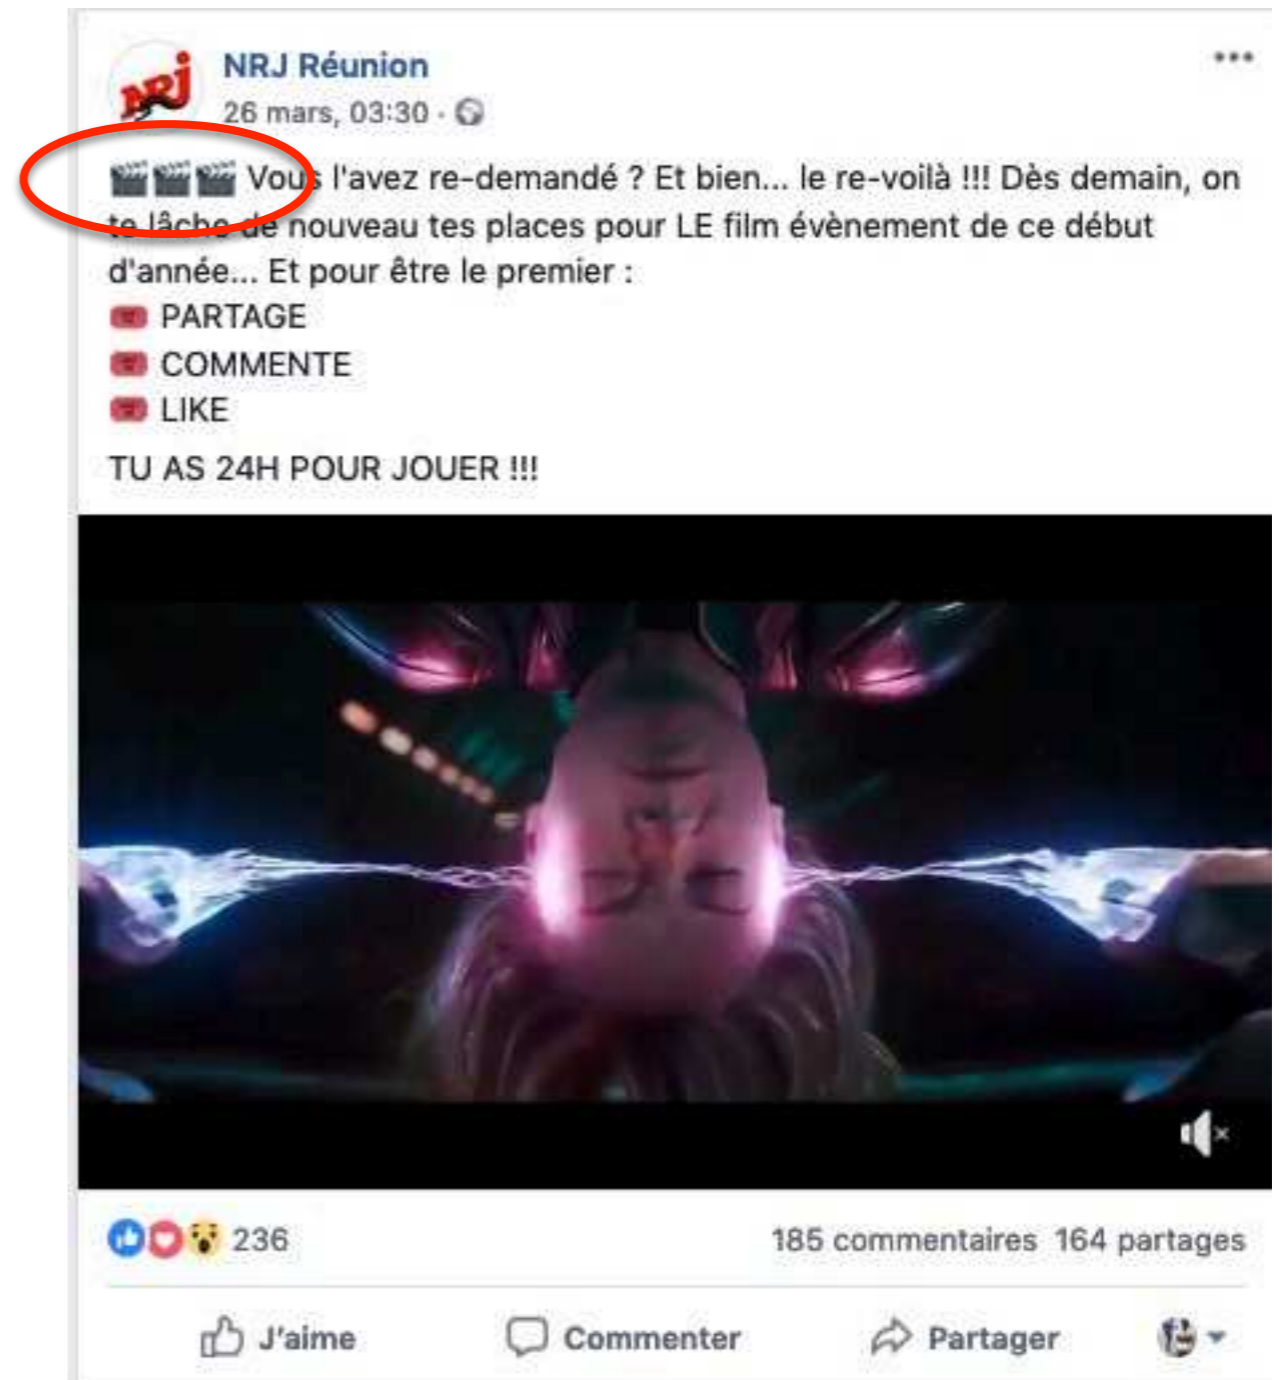 NRJ
NRJ Réunion
26 mars, 03:30 ·
🎬🎬🎬 Vous l'avez re-demandé ? Et bien... le re-voilà !!! Dès demain, on
te lâche de nouveau tes places pour LE film évènement de ce début
d'année... Et pour être le premier :
🎟 PARTAGE
🎟 COMMENTE
🎟 LIKE
TU AS 24H POUR JOUER !!!
236
185 commentaires 164 partages
J'aime Commenter Partager